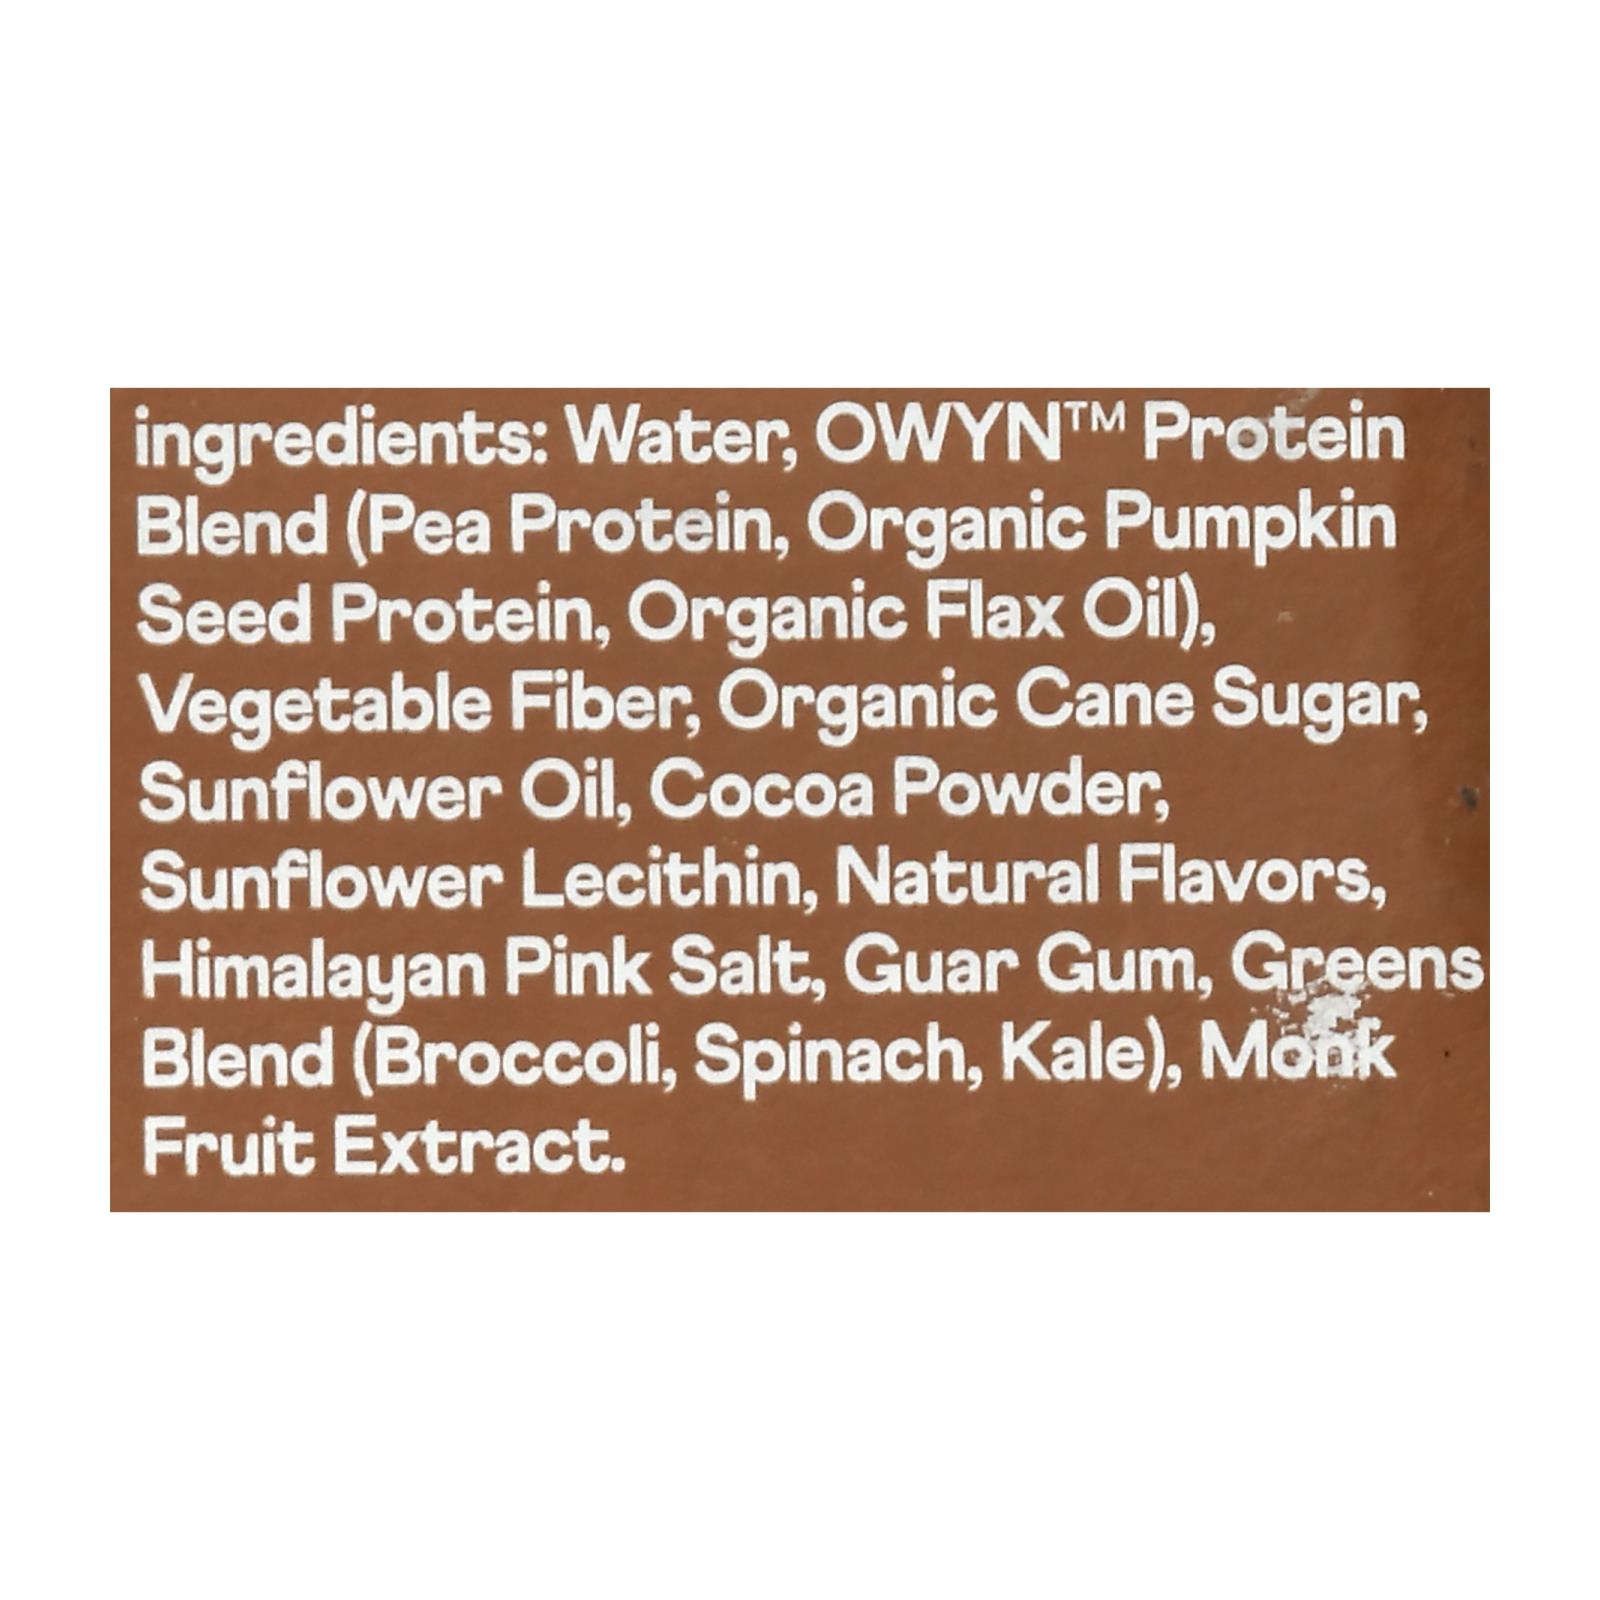 ingredients: Water, OWYN™ Protein
Blend (Pea Protein, Organic Pumpkin
Seed Protein, Organic Flax Oil),
Vegetable Fiber, Organic Cane Sugar,
Sunflower Oil, Cocoa Powder,
Sunflower Lecithin, Natural Flavors,
Himalayan Pink Salt, Guar Gum, Greens
Blend (Broccoli, Spinach, Kale), Monk
Fruit Extract.